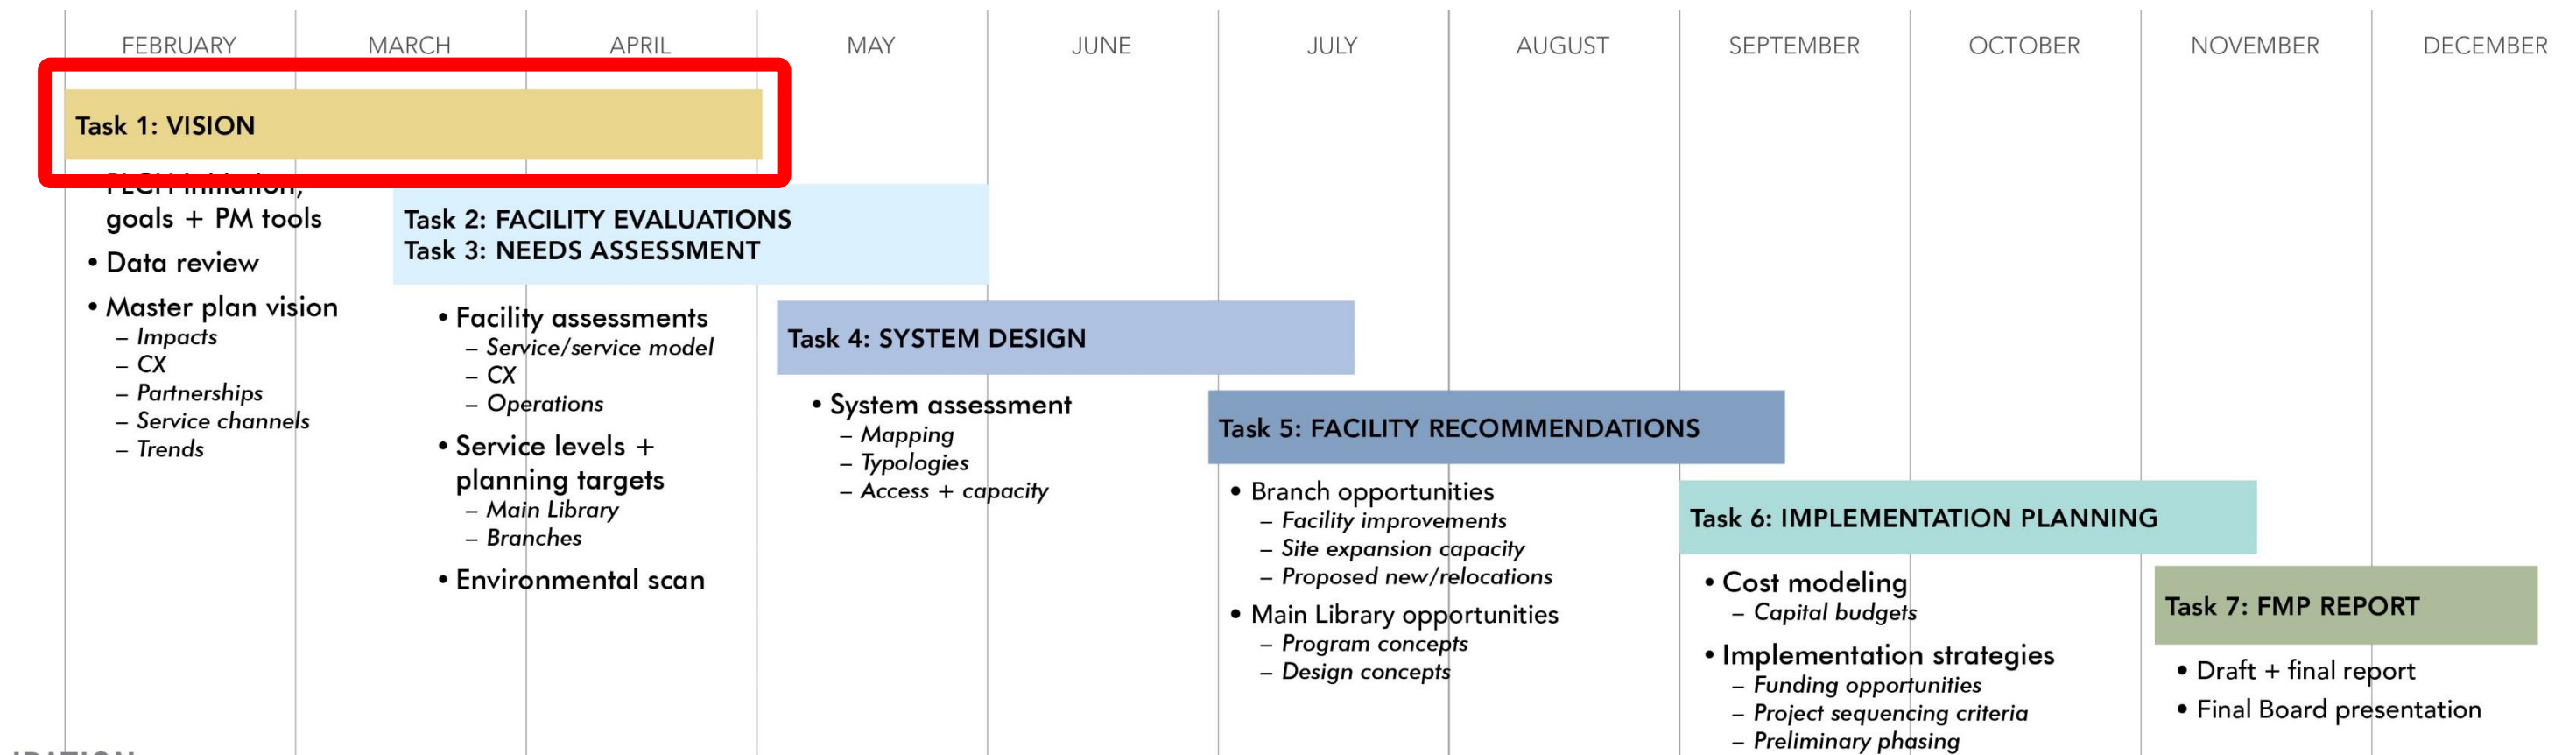 FEBRUARY MARCH APRIL MAY JUNE JULY AUGUST SEPTEMBER OCTOBER NOVEMBER DECEMBER
Task 1: VISION
goals + PM tools
• Data review
• Master plan vision
– Impacts
– CX
– Partnerships
– Service channels
– Trends
Task 2: FACILITY EVALUATIONS
Task 3: NEEDS ASSESSMENT
• Facility assessments
– Service/service model
– CX
– Operations
• Service levels +
planning targets
– Main Library
– Branches
• Environmental scan
Task 4: SYSTEM DESIGN
• System assessment
– Mapping
– Typologies
– Access + capacity
Task 5: FACILITY RECOMMENDATIONS
• Branch opportunities
– Facility improvements
– Site expansion capacity
– Proposed new/relocations
• Main Library opportunities
– Program concepts
– Design concepts
Task 6: IMPLEMENTATION PLANNING
• Cost modeling
– Capital budgets
• Implementation strategies
– Funding opportunities
– Project sequencing criteria
– Preliminary phasing
Task 7: FMP REPORT
• Draft + final report
• Final Board presentation